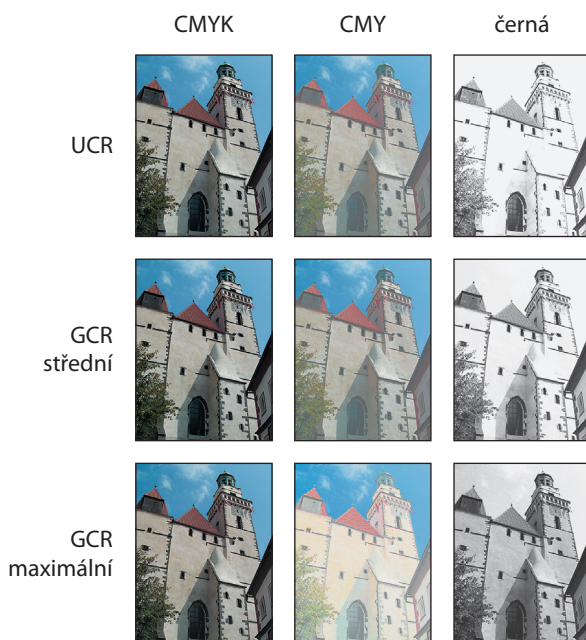 CMYK
CMY
černá
UCR
GCR
střední
GCR
maximální